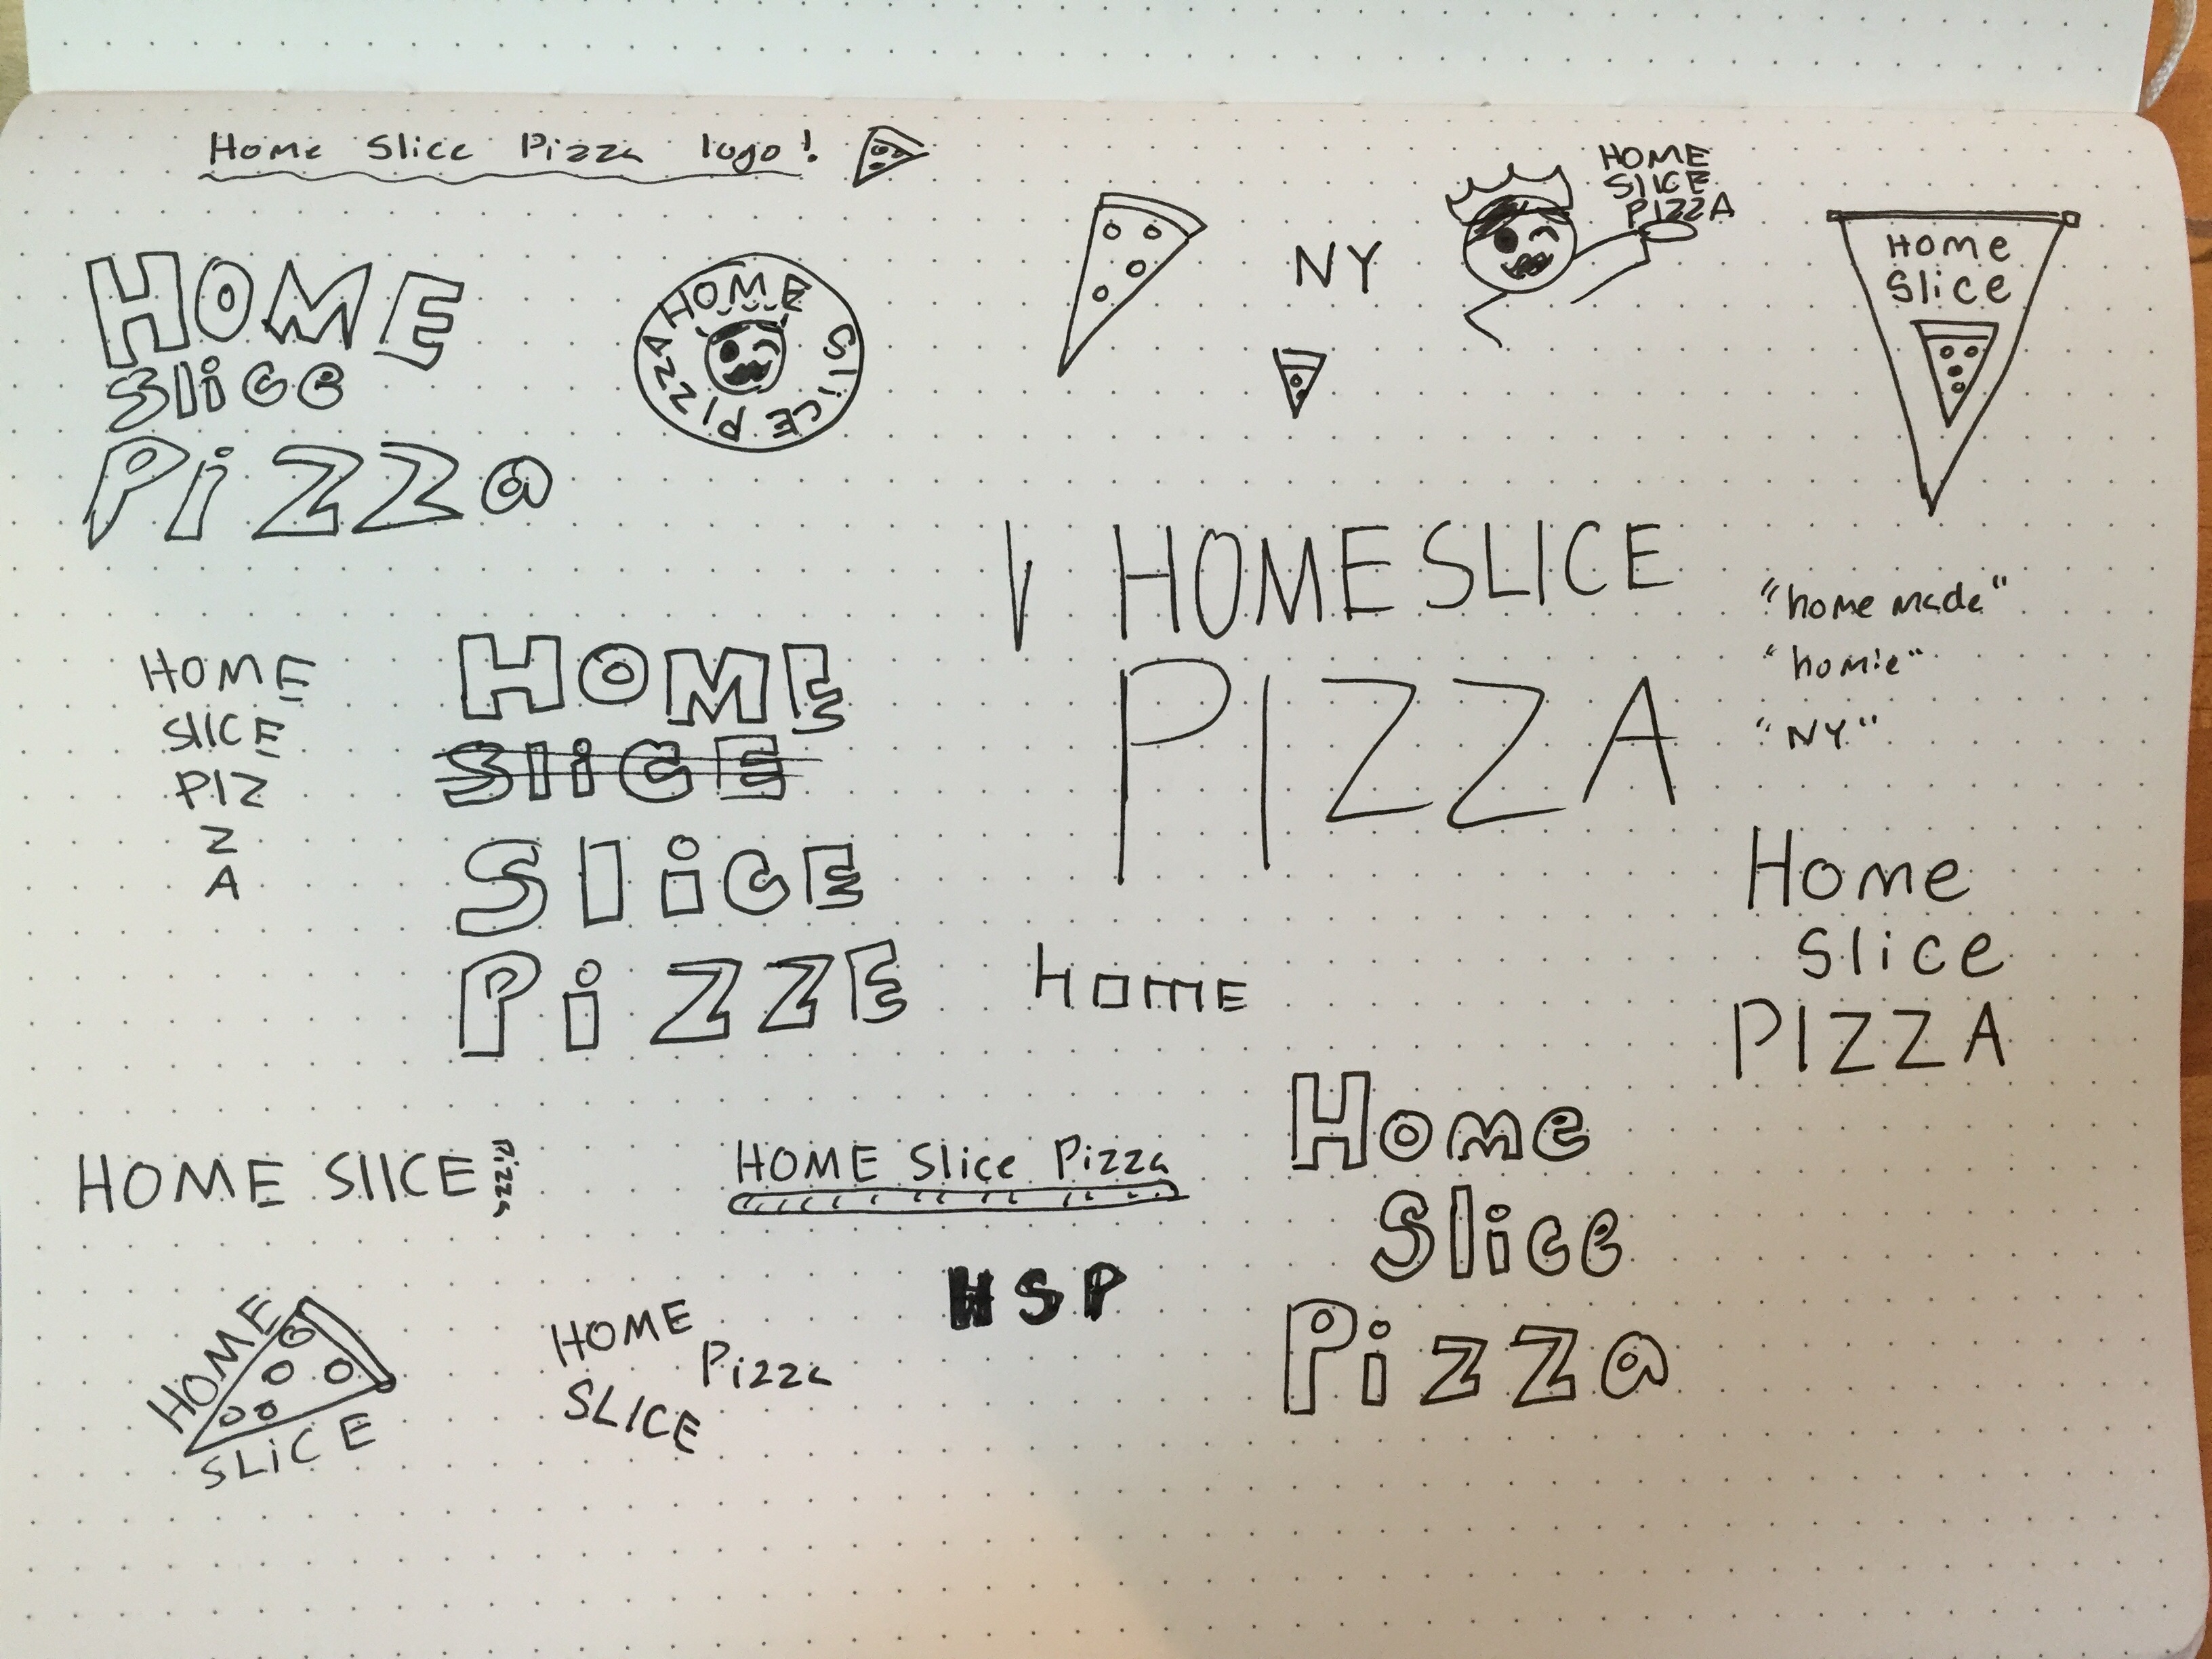 Home Slice Pizza logo!
HOME
Slice
Pizza
HOME SLiCE PIZZA
NY
HOME
SlICE
PIZZA
Home
Slice
HOMESLICE
PIZZA
"home made"
"homie"
"NY"
HOME
SlICE
PIZ
Z
A
HOME
SliCE
SliCE
PiZZE
Home
Slice
PIZZA
HOmE
Home
Slice
Pizza
HOME SlICE Pizza
HOME Slice Pizza
HSP
HOME
SLiCE
HOME
Pizza
SLICE